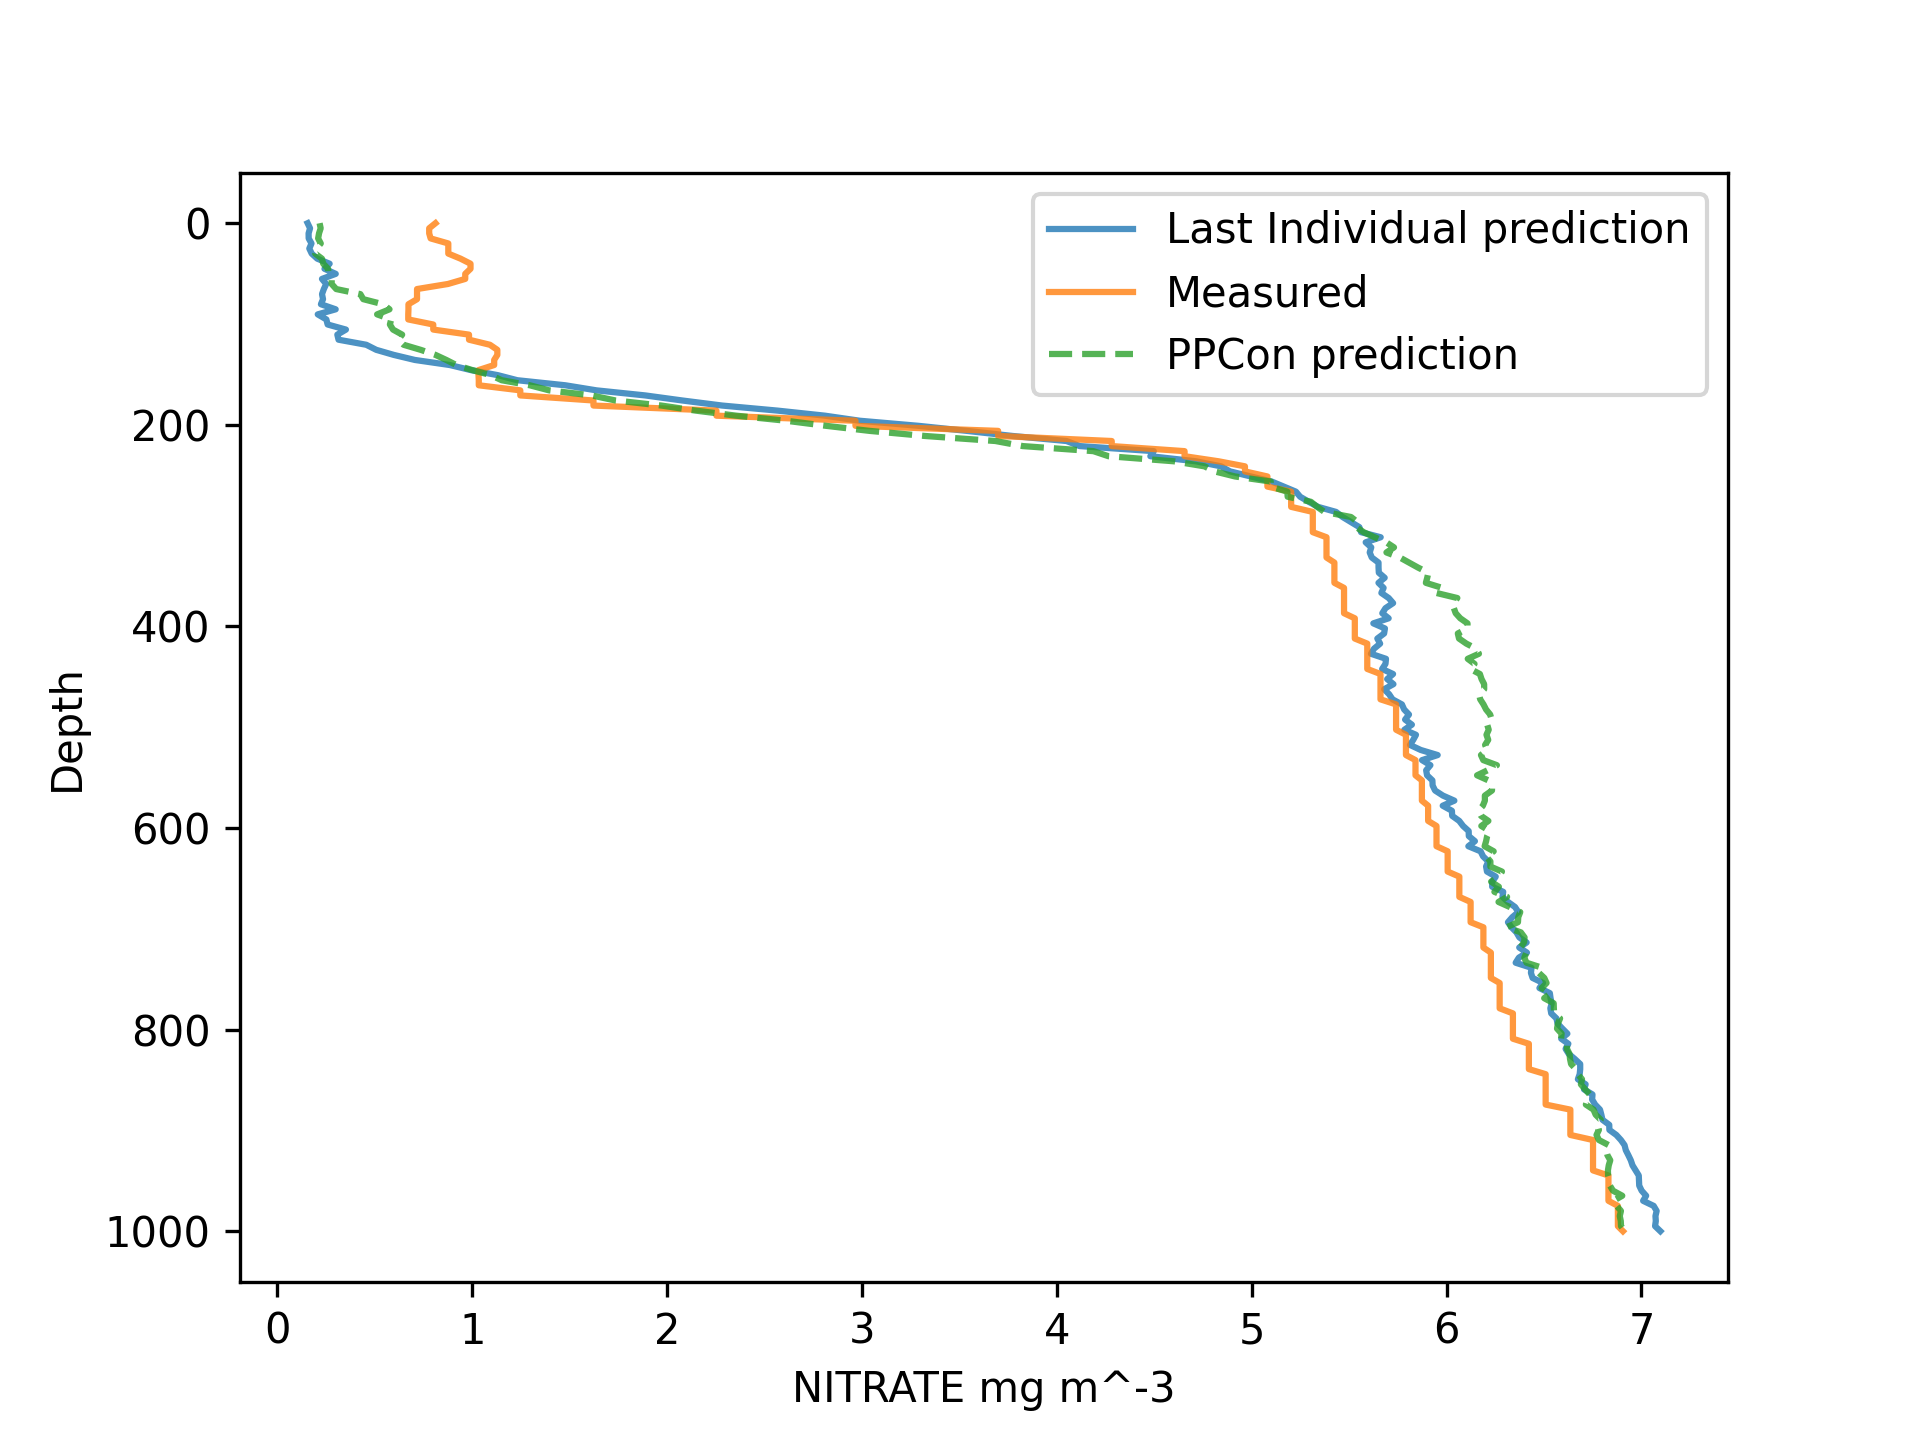 Last Individual prediction
Measured
PPCon prediction
0
200
400
600
800
1000
Depth
0 1 2 3 4 5 6 7
NITRATE mg m^-3